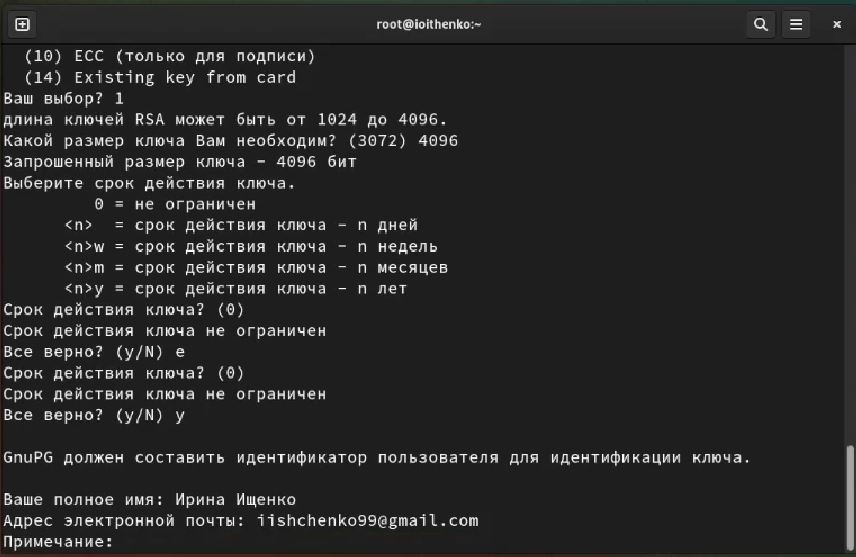 root@ioithenko:~
(10) ECC (только для подписи)
(14) Existing key from card
Ваш выбор? 1
длина ключей RSA может быть от 1024 до 4096.
Какой размер ключа Вам необходим? (3072) 4096
Запрошенный размер ключа - 4096 бит
Выберите срок действия ключа.
0 = не ограничен
<n> = срок действия ключа - n дней
<n>w = срок действия ключа - n недель
<n>m = срок действия ключа - n месяцев
<n>y = срок действия ключа - n лет
Срок действия ключа? (0)
Срок действия ключа не ограничен
Все верно? (y/N) е
Срок действия ключа? (0)
Срок действия ключа не ограничен
Все верно? (y/N) y
GnuPG должен составить идентификатор пользователя для идентификации ключа.
Ваше полное имя: Ирина Ищенко
Адрес электронной почты: iishchenko99@gmail.com
Примечание: